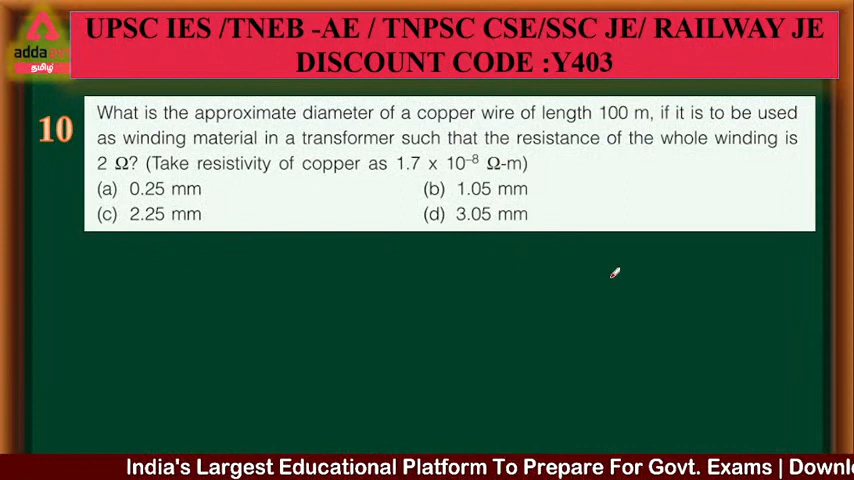 UPSC IES /TNEB -AE / TNPSC CSE/SSC JE/ RAILWAY JE
DISCOUNT CODE :Y403
adda247
தமிழ்
10
What is the approximate diameter of a copper wire of length 100 m, if it is to be used
as winding material in a transformer such that the resistance of the whole winding is
2 Ω? (Take resistivity of copper as 1.7 x 10⁻⁸ Ω-m)
(a) 0.25 mm
(b) 1.05 mm
(c) 2.25 mm
(d) 3.05 mm
India's Largest Educational Platform To Prepare For Govt. Exams | Downlo